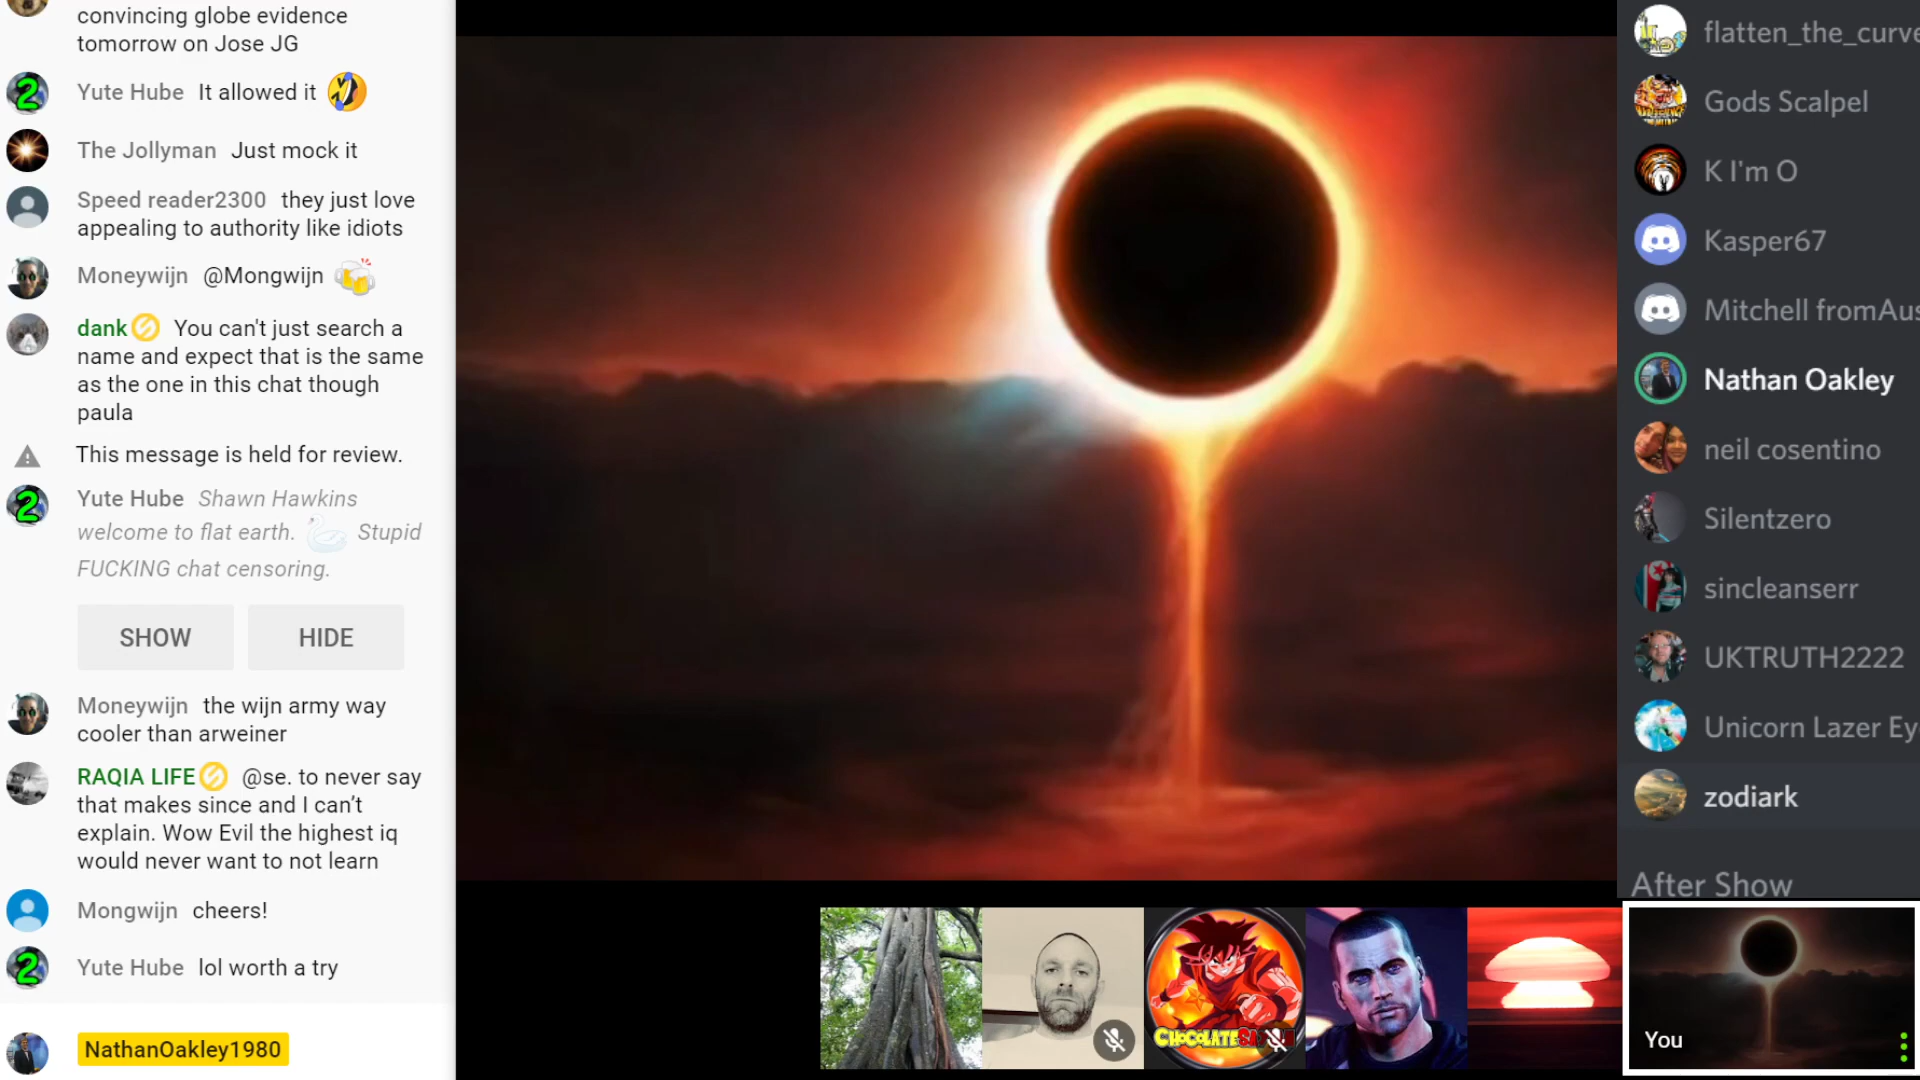 convincing globe evidence
tomorrow on Jose JG
Yute Hube It allowed it
The Jollyman Just mock it
Speed reader2300 they just love
appealing to authority like idiots
Moneywijn @Mongwijn
dank You can't just search a
name and expect that is the same
as the one in this chat though
paula
This message is held for review.
Yute Hube Shawn Hawkins
welcome to flat earth. Stupid
FUCKING chat censoring.
SHOW HIDE
Moneywijn the wijn army way
cooler than arweiner
RAQIA LIFE @se. to never say
that makes since and I can't
explain. Wow Evil the highest iq
would never want to not learn
Mongwijn cheers!
Yute Hube lol worth a try
NathanOakley1980
flatten_the_curve
Gods Scalpel
K I'm O
Kasper67
Mitchell fromAus
Nathan Oakley
neil cosentino
Silentzero
sincleanserr
UKTRUTH2222
Unicorn Lazer Ey
zodiark
After Show
You